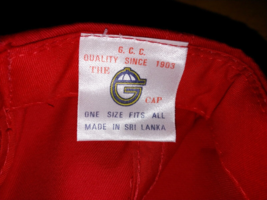 G. C. C.
QUALITY SINCE 1903
THE
G
CAP
ONE SIZE FITS ALL
MADE IN SRI LANKA